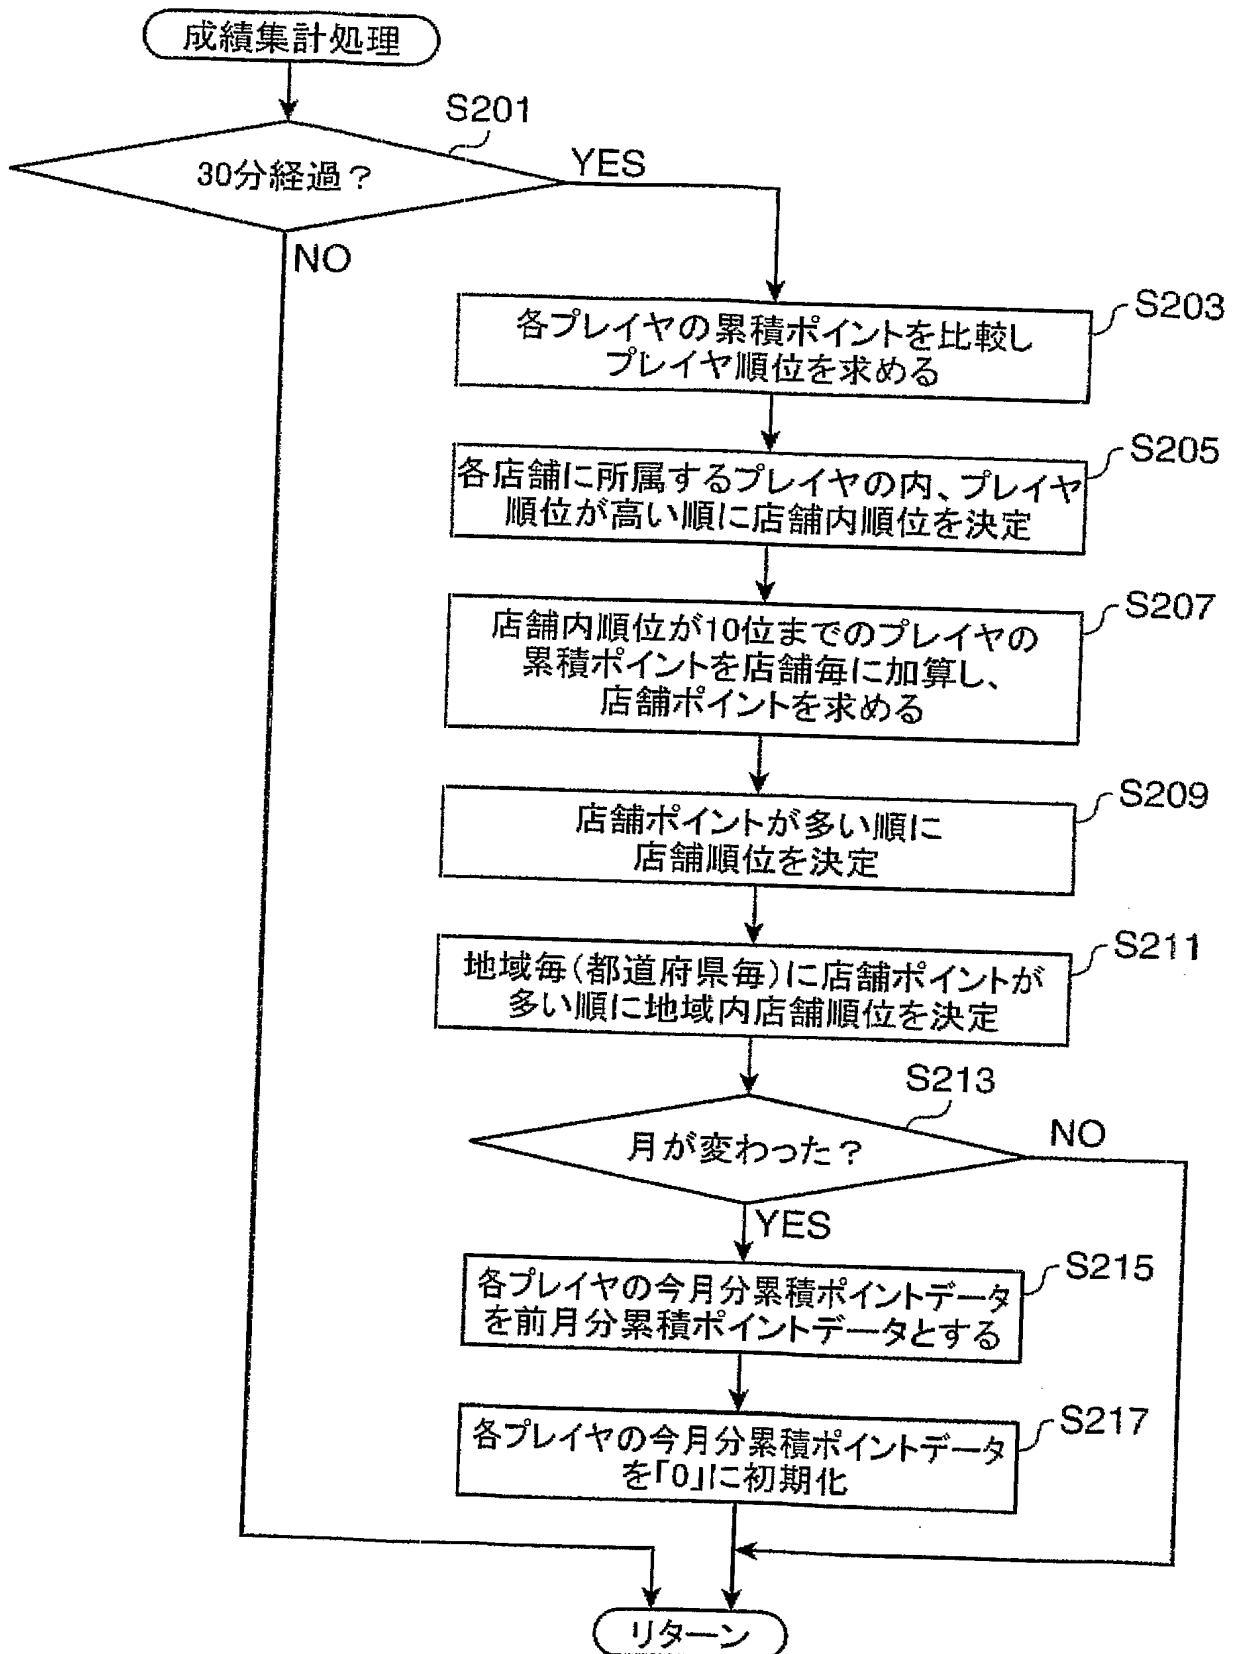 成績集計処理
S201
30分経過？
YES
NO
S203
各プレイヤの累積ポイントを比較し
プレイヤ順位を求める
S205
各店舗に所属するプレイヤの内、プレイヤ
順位が高い順に店舗内順位を決定
S207
店舗内順位が10位までのプレイヤの
累積ポイントを店舗毎に加算し、
店舗ポイントを求める
S209
店舗ポイントが多い順に
店舗順位を決定
S211
地域毎(都道府県毎)に店舗ポイントが
多い順に地域内店舗順位を決定
S213
月が変わった？
NO
YES
S215
各プレイヤの今月分累積ポイントデータ
を前月分累積ポイントデータとする
S217
各プレイヤの今月分累積ポイントデータ
を「0」に初期化
リターン